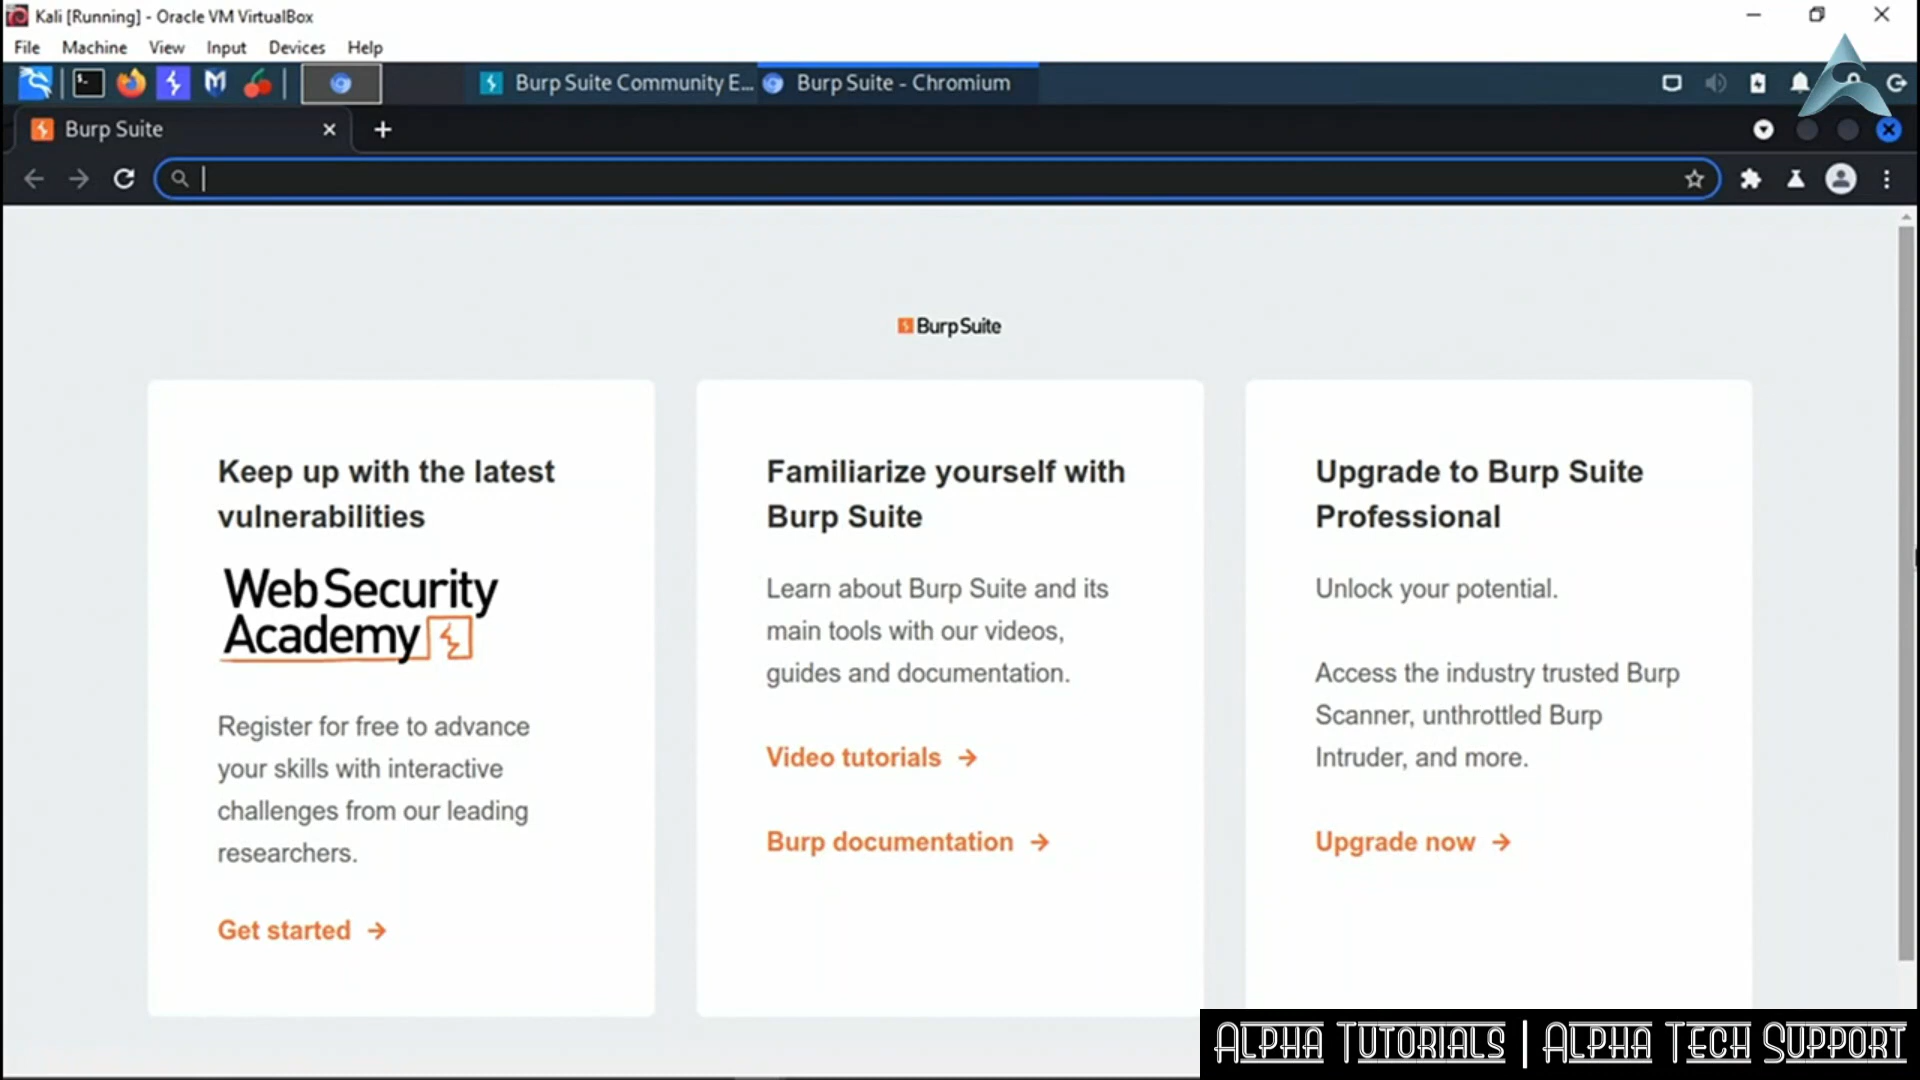 Kali [Running] - Oracle VM VirtualBox
File Machine View Input Devices Help
Burp Suite Community E... Burp Suite - Chromium
Burp Suite
Burp Suite
Keep up with the latest
vulnerabilities
Web Security
Academy
Register for free to advance
your skills with interactive
challenges from our leading
researchers.
Get started →
Familiarize yourself with
Burp Suite
Learn about Burp Suite and its
main tools with our videos,
guides and documentation.
Video tutorials →
Burp documentation →
Upgrade to Burp Suite
Professional
Unlock your potential.
Access the industry trusted Burp
Scanner, unthrottled Burp
Intruder, and more.
Upgrade now →
Alpha Tutorials | Alpha Tech Support